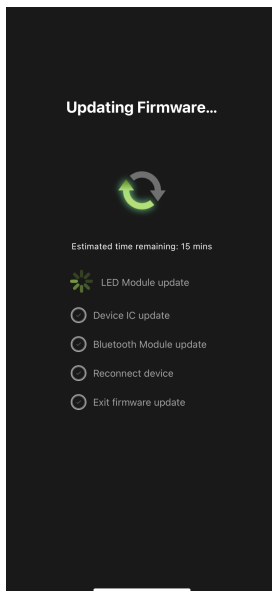 Updating Firmware...
Estimated time remaining: 15 mins
LED Module update
Device IC update
Bluetooth Module update
Reconnect device
Exit firmware update